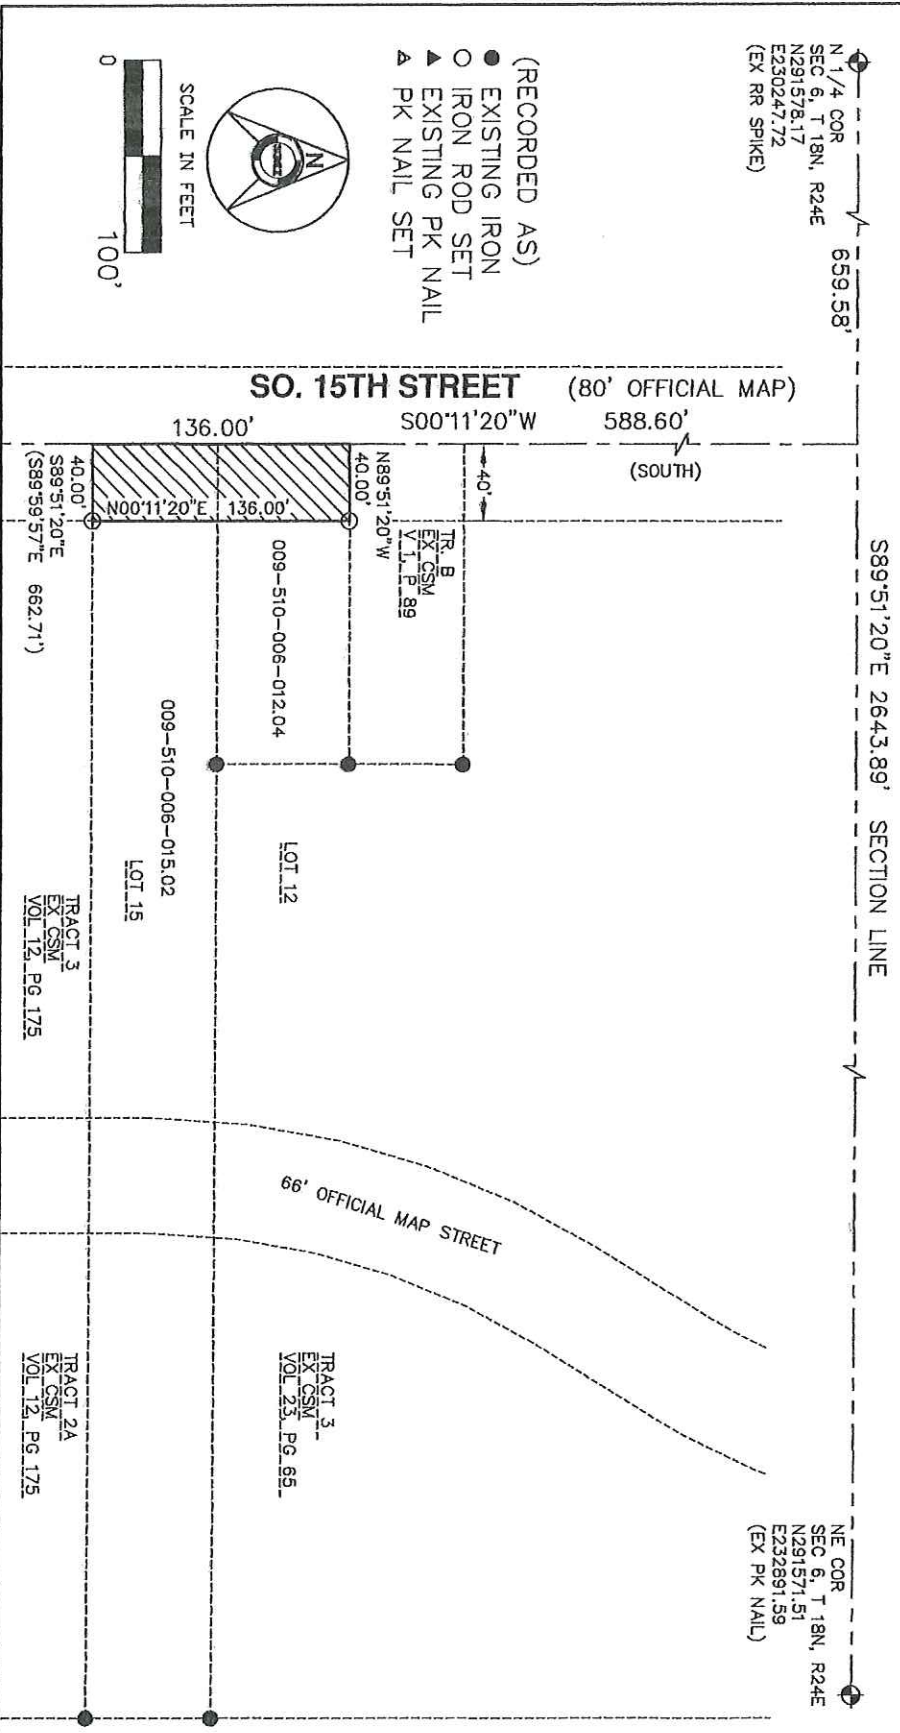 N 1/4 COR
SEC 6, T 18N, R24E
N291578.17
E230247.72
(EX RR SPIKE)
659.58'
S89°51'20"E 2643.89' SECTION LINE
NE COR
SEC 6, T 18N, R24E
N291571.51
E232891.59
(EX PK NAIL)
(RECORDED AS)
● EXISTING IRON
○ IRON ROD SET
▲ EXISTING PK NAIL
△ PK NAIL SET
N
SCALE IN FEET
0
100'
SO. 15TH STREET (80' OFFICIAL MAP)
136.00' S00°11'20"W 588.60'
(SOUTH)
40'
N89°51'20"W
40.00'
N00°11'20"E 136.00'
40.00'
S89°51'20"E
(S89°59'57"E 662.71')
TR. B
EX CSM
V 1, P 89
009-510-006-012.04
009-510-006-015.02
LOT 12
LOT 15
TRACT 3
EX CSM
VOL 12, PG 175
66' OFFICIAL MAP STREET
TRACT 3
EX CSM
VOL 23, PG 65
TRACT 2A
EX CSM
VOL 12, PG 175